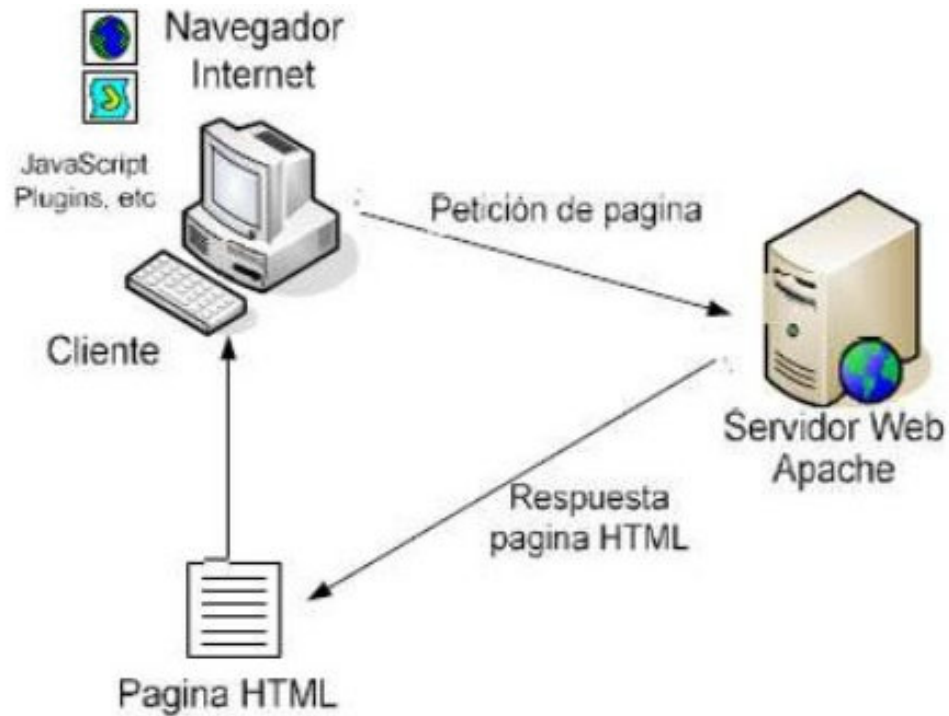 Navegador
Internet
JavaScript
Plugins, etc
Petición de pagina
Cliente
Servidor Web
Apache
Respuesta
pagina HTML
Pagina HTML